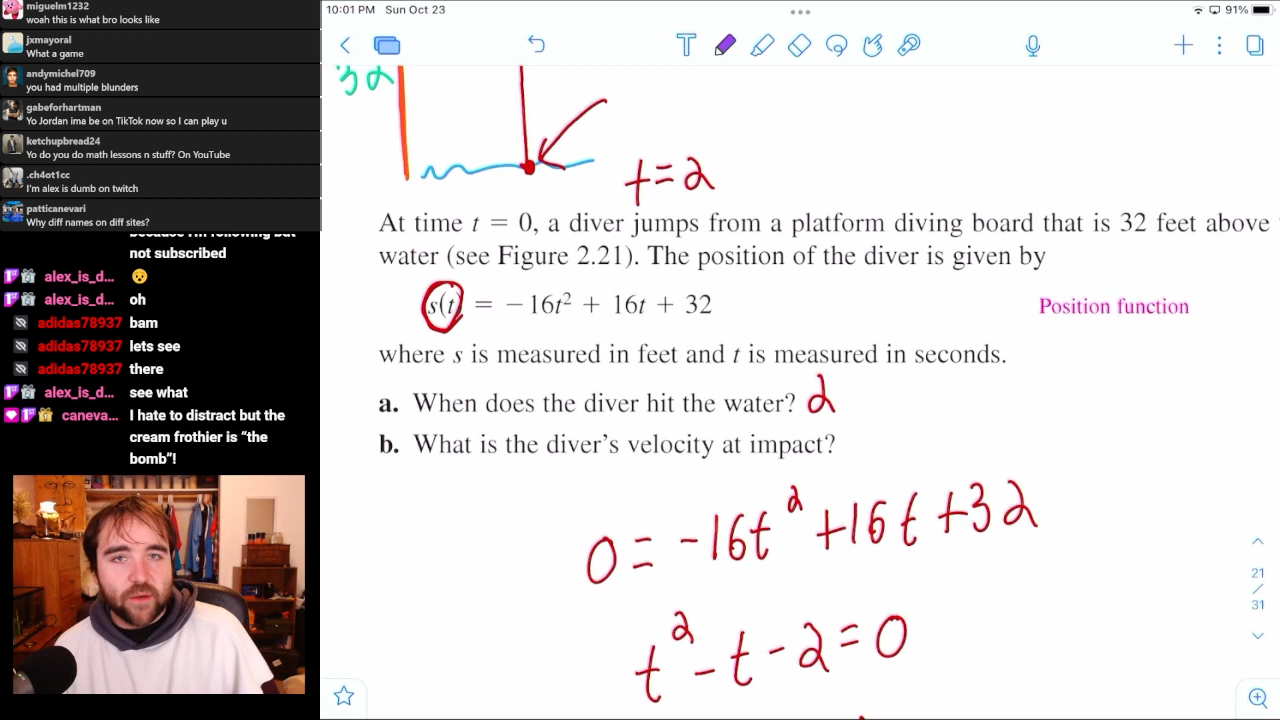 miguelm1232
woah this is what bro looks like
jxmayoral
What a game
andymichel709
you had multiple blunders
gabeforhartman
Yo Jordan ima be on TikTok now so I can play u
ketchupbread24
Yo do you do math lessons n stuff? On YouTube
.ch4ot1cc
I'm alex is dumb on twitch
patticanevari
Why diff names on diff sites?
because I'm following but
not subscribed
alex_is_d... 😮
alex_is_d... oh
adidas78937 bam
adidas78937 lets see
adidas78937 there
alex_is_d... see what
caneva... I hate to distract but the
cream frothier is “the
bomb”!
10:01 PM Sun Oct 23
91%
32
t=2
At time t = 0, a diver jumps from a platform diving board that is 32 feet above
water (see Figure 2.21). The position of the diver is given by
s(t) = −16t² + 16t + 32
Position function
where s is measured in feet and t is measured in seconds.
a. When does the diver hit the water? 2
b. What is the diver's velocity at impact?
0 = -16t² +16t +32
t² - t - 2 = 0
21
/
31